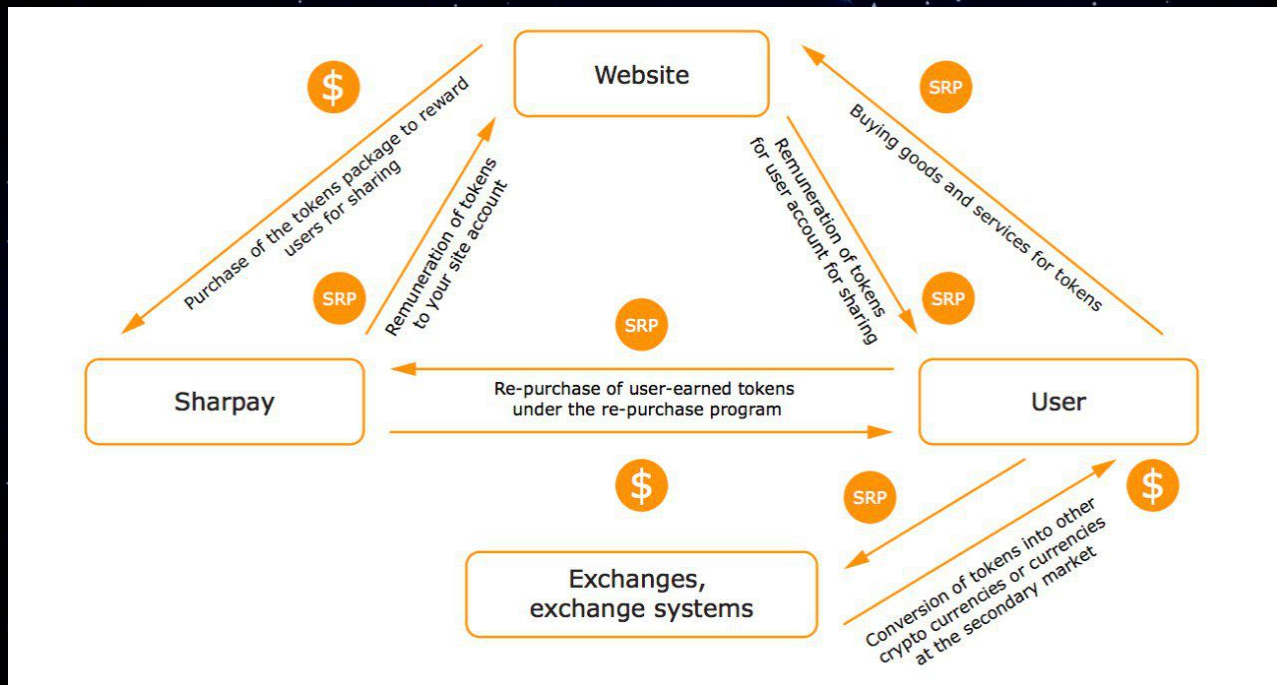 Website
$
SRP
Purchase of the tokens package to reward
users for sharing
Remuneration of tokens
to your site account
Remuneration of tokens
for user account for sharing
Buying goods and services for tokens
SRP
SRP
SRP
Sharpay
Re-purchase of user-earned tokens
under the re-purchase program
User
$
SRP
$
Exchanges,
exchange systems
Conversion of tokens into other
crypto currencies or currencies
at the secondary market